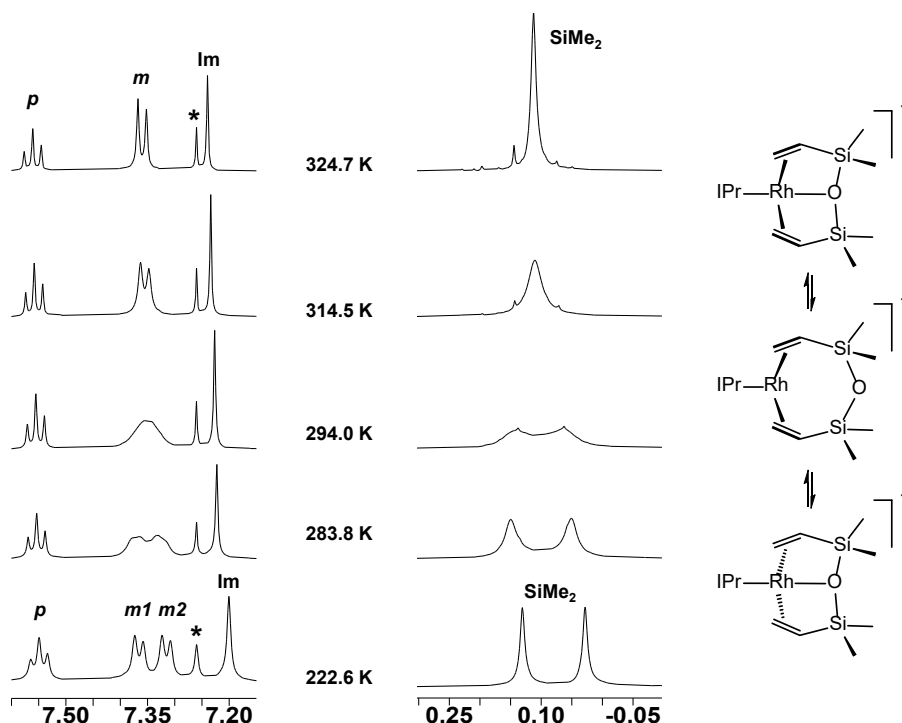 SiMe2
Im
m
p
*
324.7 K
Si
IPr
Rh
O
Si
314.5 K
294.0 K
Si
IPr
Rh
O
Si
283.8 K
Im
m1 m2
p
*
SiMe2
222.6 K
Si
IPr
Rh
O
Si
7.50 7.35 7.20
0.25 0.10 -0.05